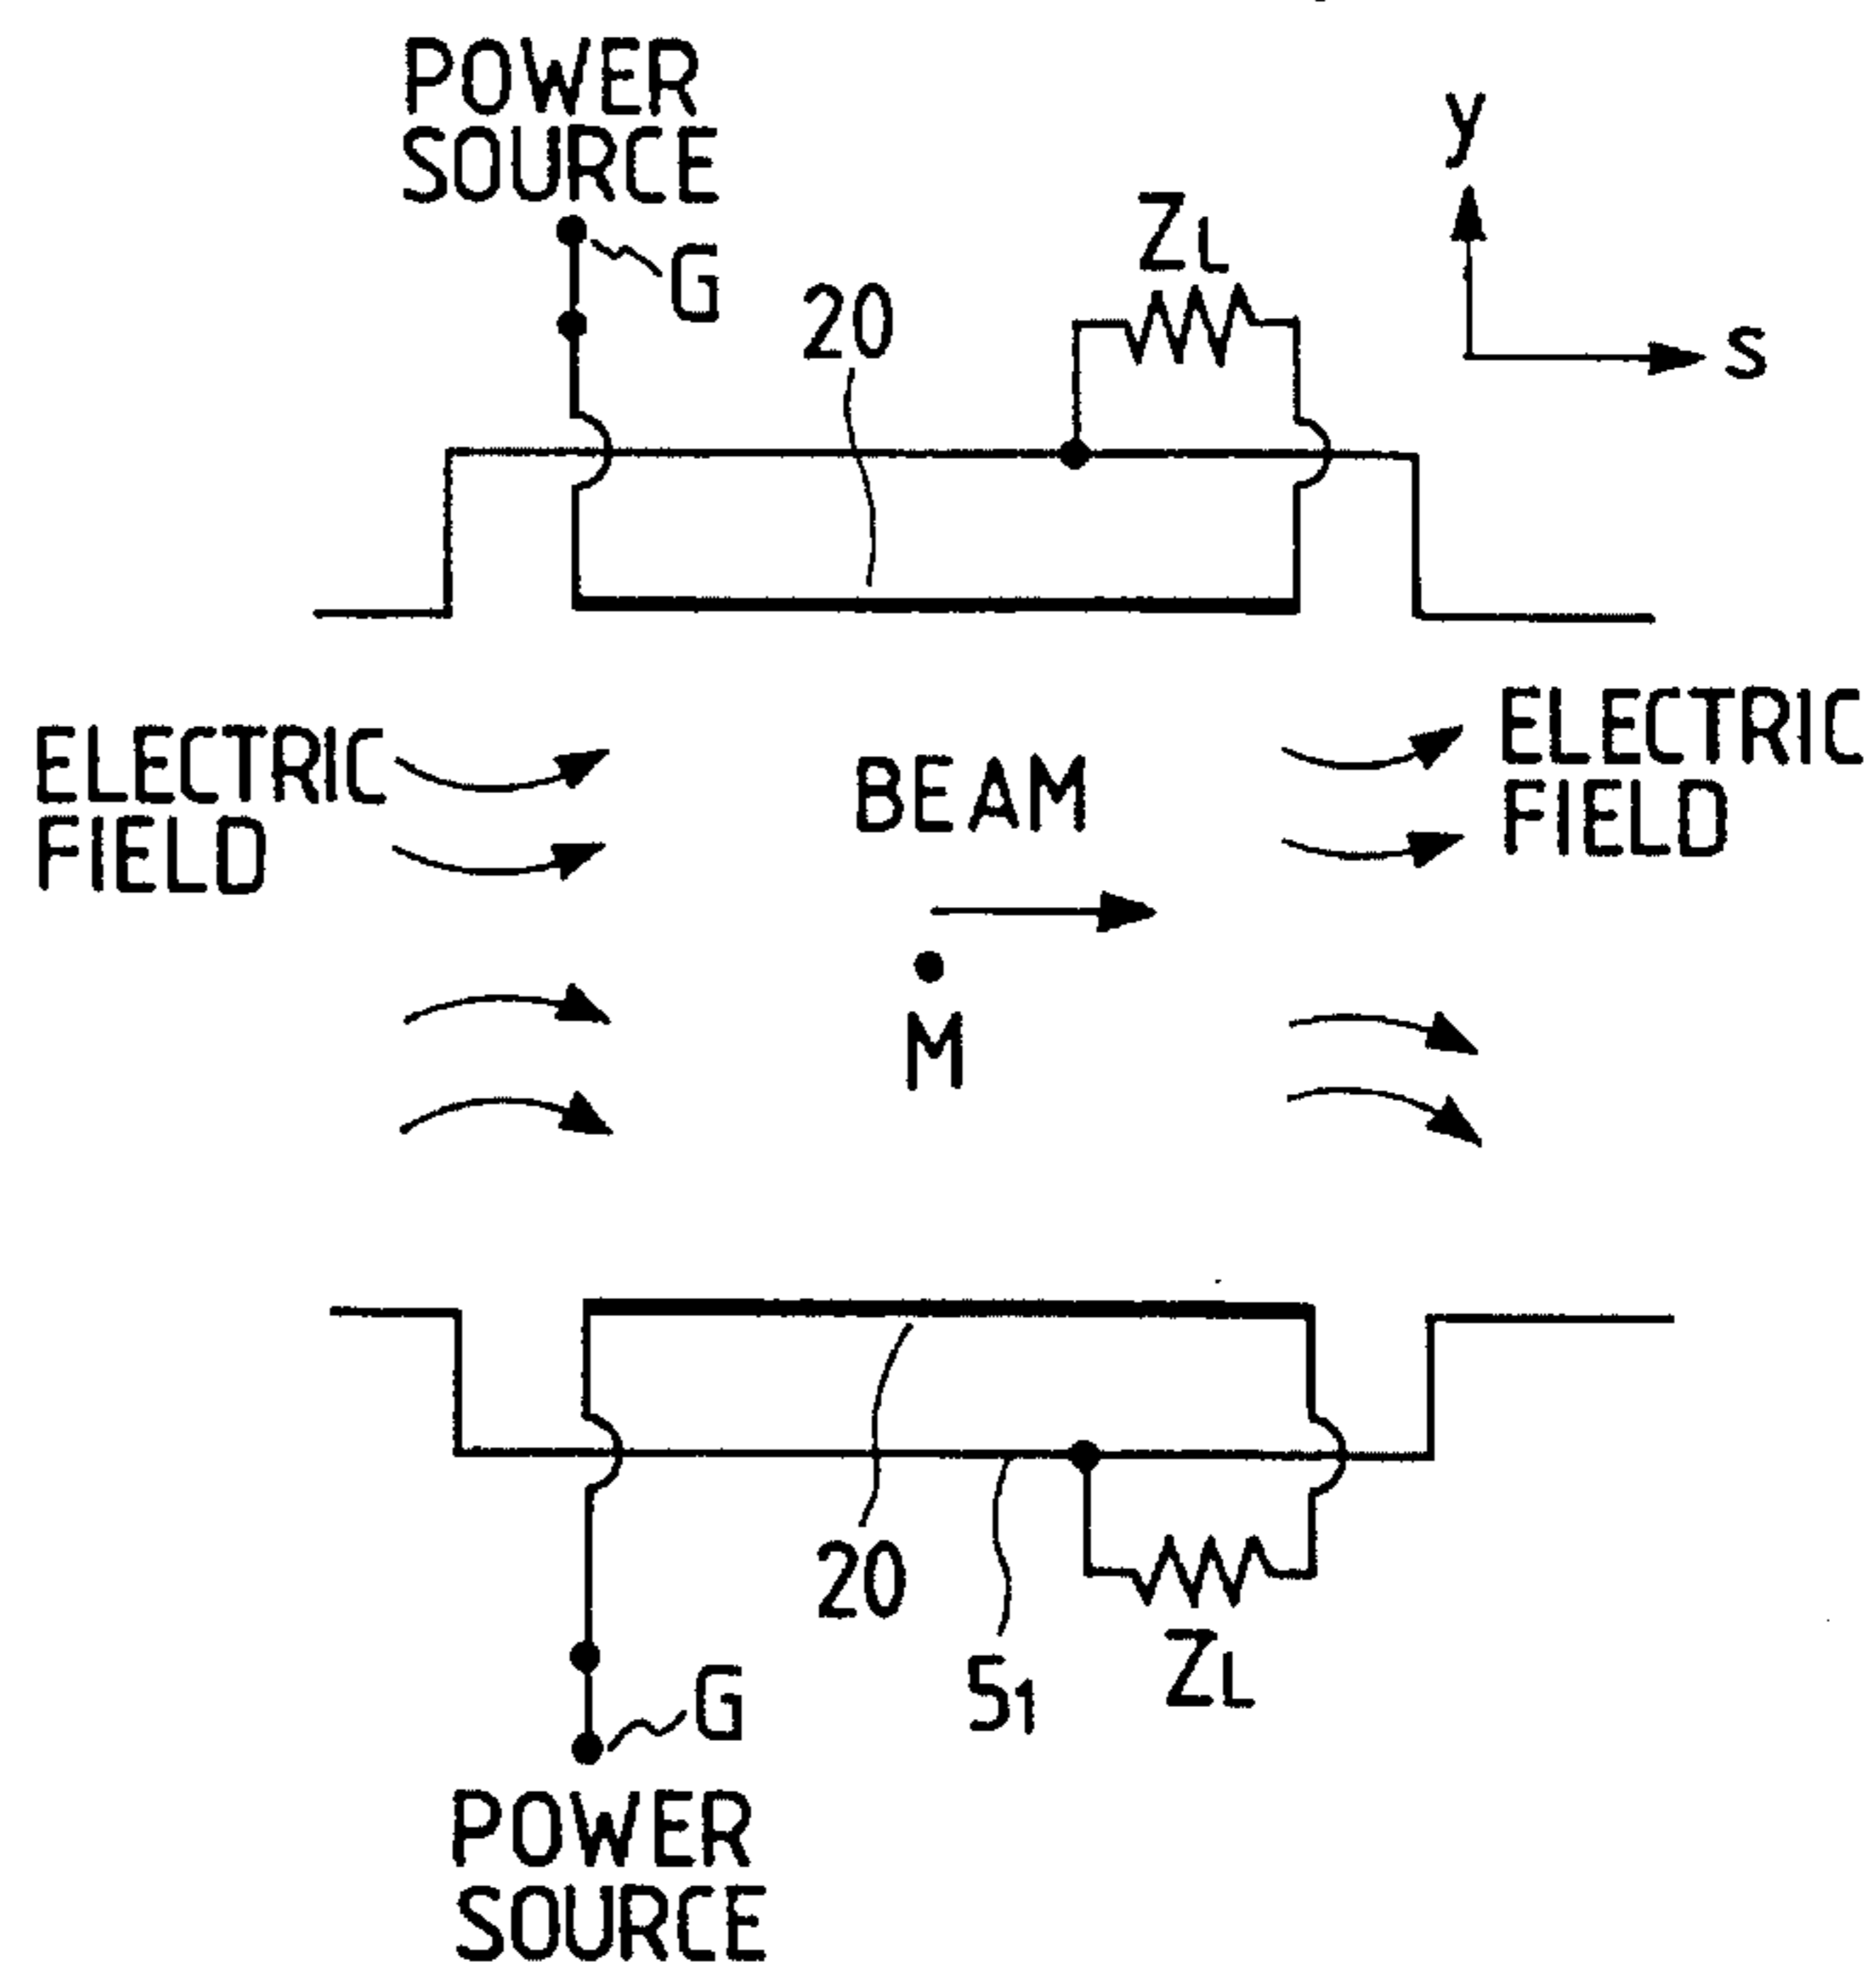 POWER
SOURCE
G
20
ZL
y
s
ELECTRIC
FIELD
BEAM
M
ELECTRIC
FIELD
20
51
ZL
G
POWER
SOURCE